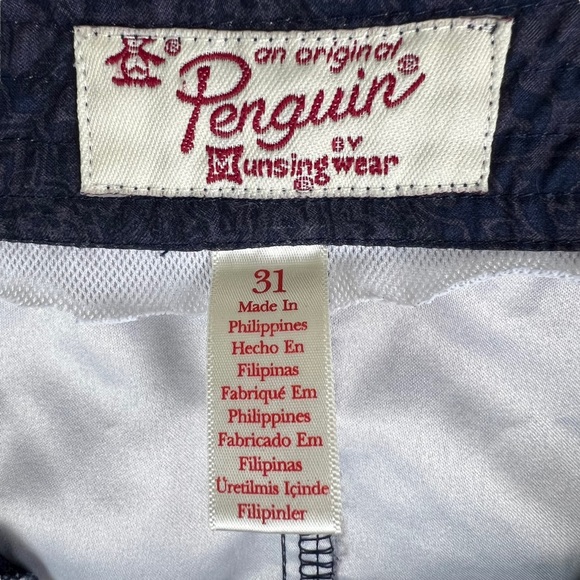 an original
Penguin®
BY
Munsingwear
®
31
Made In
Philippines
Hecho En
Filipinas
Fabriqué Em
Philippines
Fabricado Em
Filipinas
Üretilmis Içinde
Filipinler